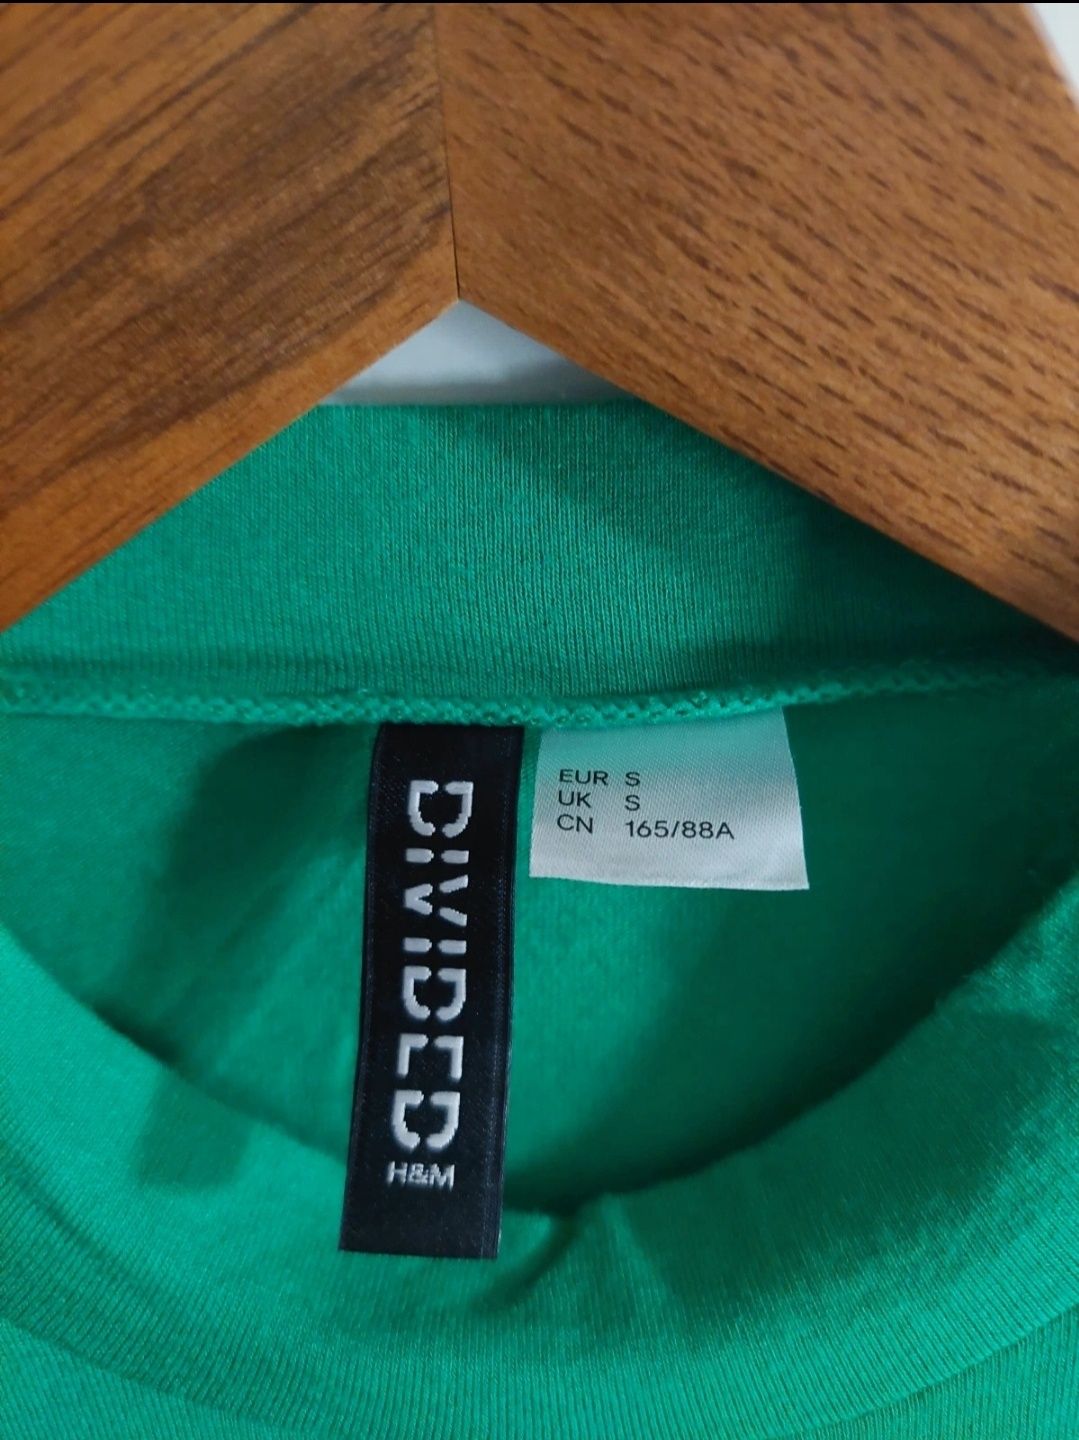 DIVIDED
H&M
EUR S
UK S
CN 165/88A